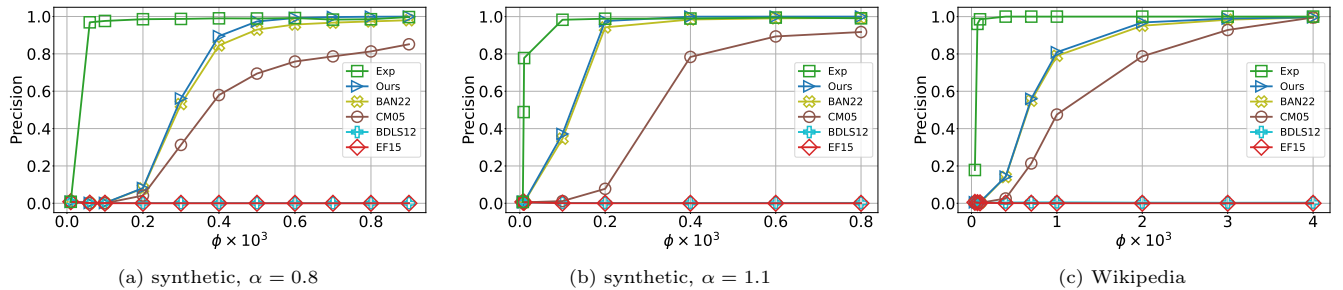 Precision
1.0
0.8
0.6
0.4
0.2
0.0
Exp
Ours
BAN22
CM05
BDLS12
EF15
0.0 0.2 0.4 0.6 0.8
ϕ × 10³
(a) synthetic, α = 0.8
Precision
1.0
0.8
0.6
0.4
0.2
0.0
Exp
Ours
BAN22
CM05
BDLS12
EF15
0.0 0.2 0.4 0.6 0.8
ϕ × 10³
(b) synthetic, α = 1.1
Precision
1.0
0.8
0.6
0.4
0.2
0.0
Exp
Ours
BAN22
CM05
BDLS12
EF15
0 1 2 3 4
ϕ × 10³
(c) Wikipedia